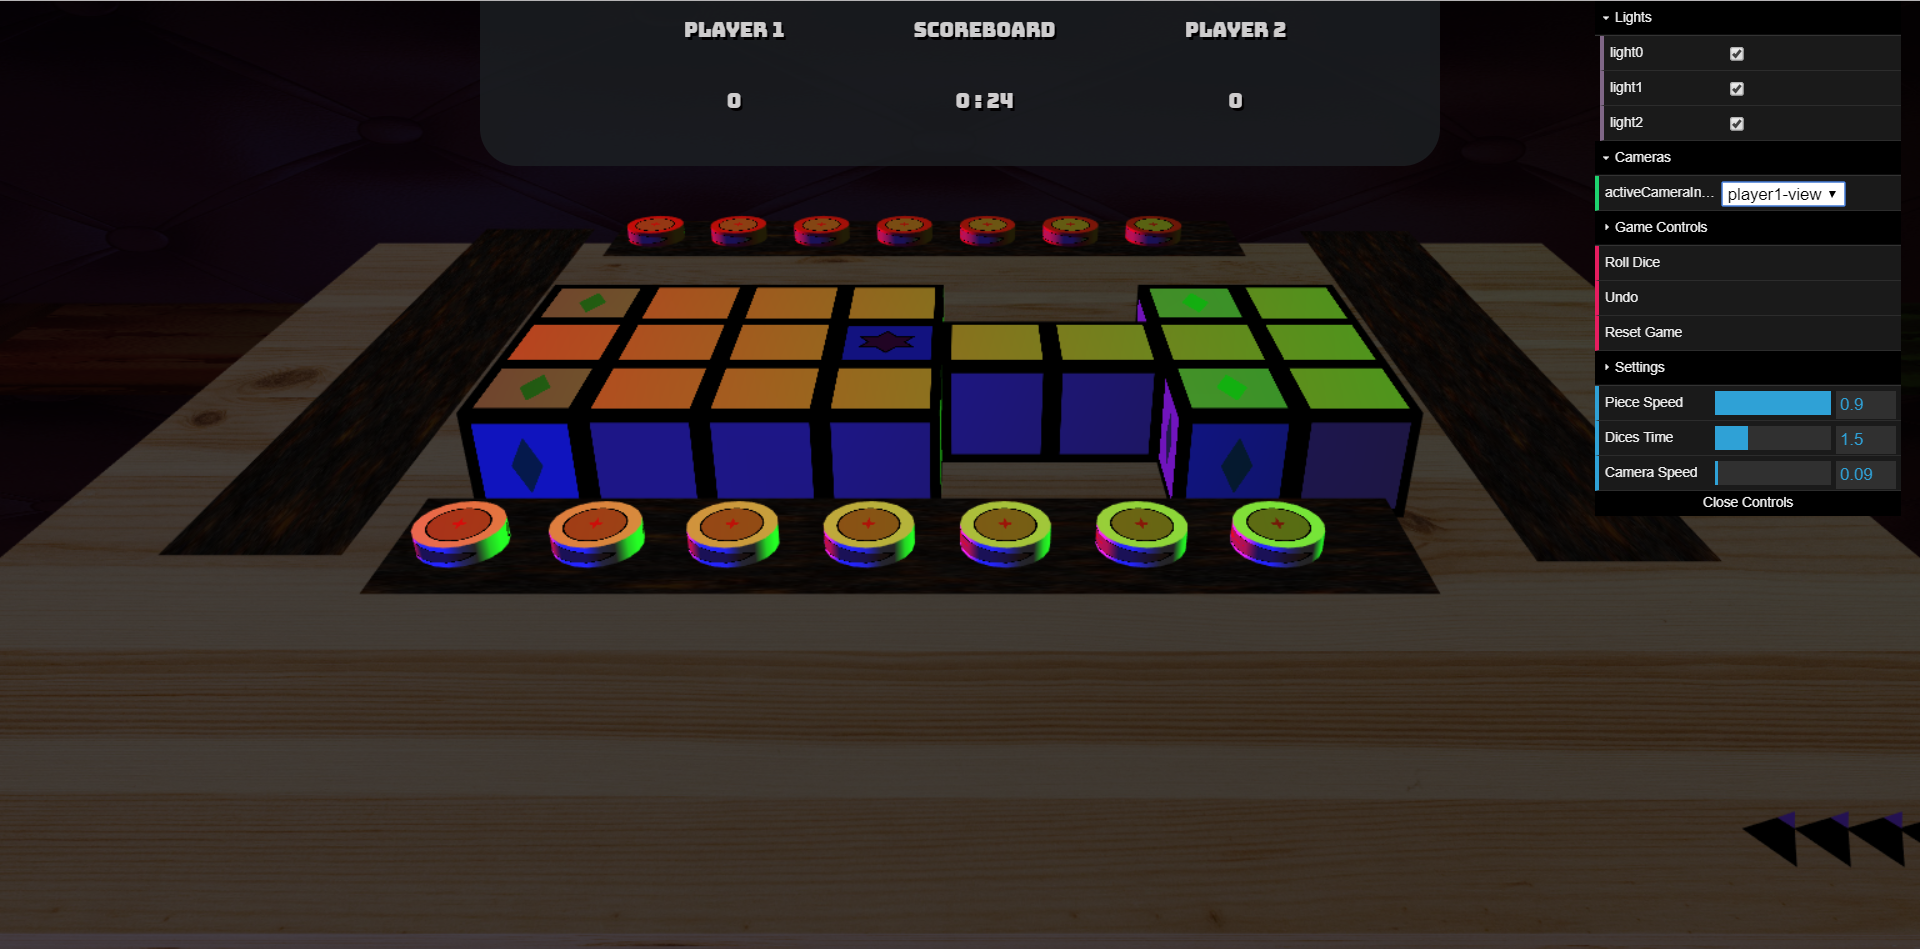 PLAYER 1 SCOREBOARD PLAYER 2
0 0 : 24 0
Lights
light0
light1
light2
Cameras
activeCameraIn... player1-view
Game Controls
Roll Dice
Undo
Reset Game
Settings
Piece Speed 0.9
Dices Time 1.5
Camera Speed 0.09
Close Controls